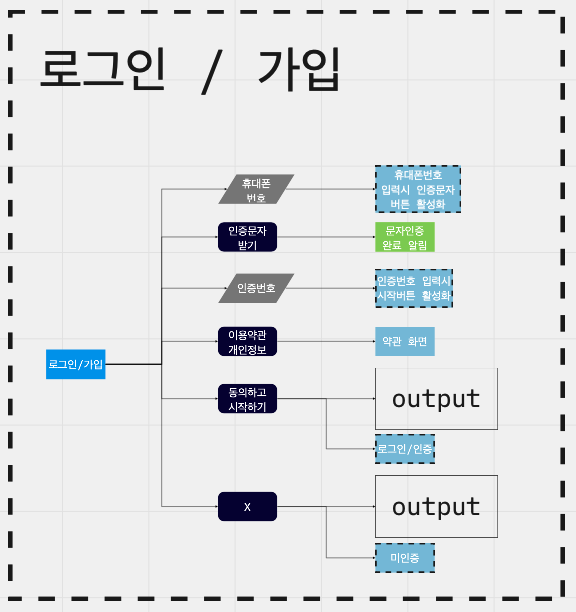 로그인 / 가입
휴대폰
번호
휴대폰번호
입력시 인증문자
버튼 활성화
인증문자
받기
문자인증
완료 알림
인증번호
인증번호 입력시
시작버튼 활성화
이용약관
개인정보
약관 화면
로그인/가입
동의하고
시작하기
output
로그인/인증
X
output
미인증